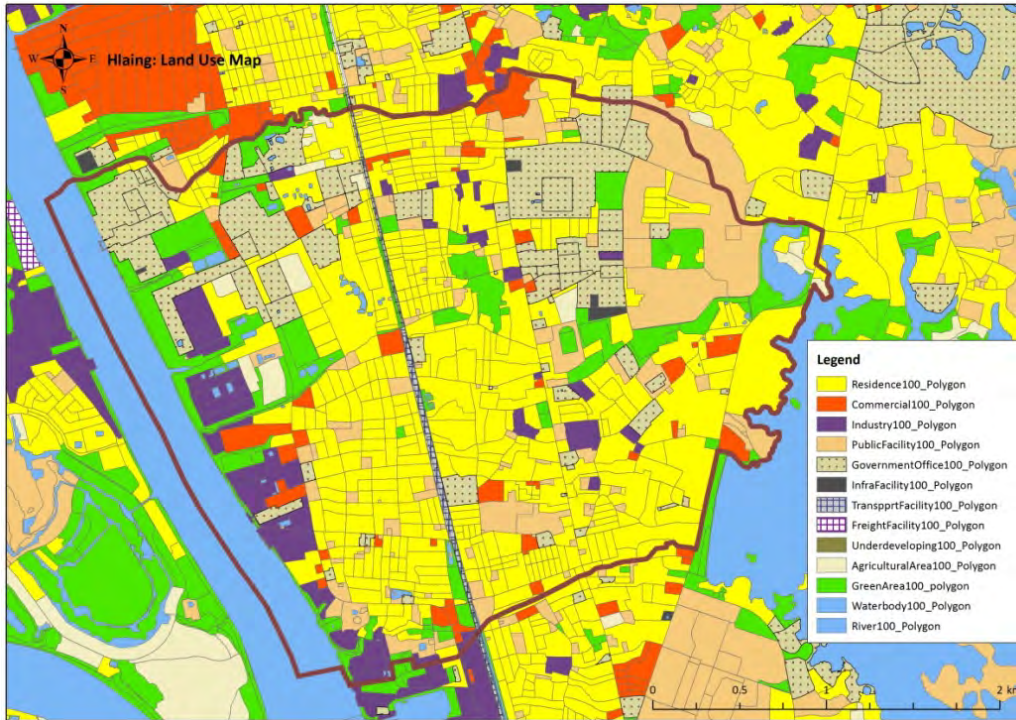 N
W E
S
Hlaing: Land Use Map
Legend
Residence100_Polygon
Commercial100_Polygon
Industry100_Polygon
PublicFacility100_Polygon
GovernmentOffice100_Polygon
InfraFacility100_Polygon
TranspprtFacility100_Polygon
FreightFacility100_Polygon
Underdeveloping100_Polygon
AgriculturalArea100_Polygon
GreenArea100_polygon
Waterbody100_Polygon
River100_Polygon
0 0.5 1 2 km